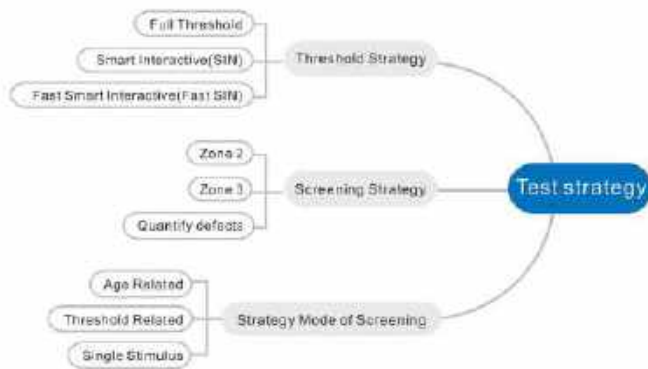 Full Threshold
Smart Interactive(SIN)
Fast Smart Interactive(Fast SIN)
Threshold Strategy
Zone 2
Zone 3
Quantify defects
Screening Strategy
Test strategy
Age Related
Threshold Related
Single Stimulus
Strategy Mode of Screening